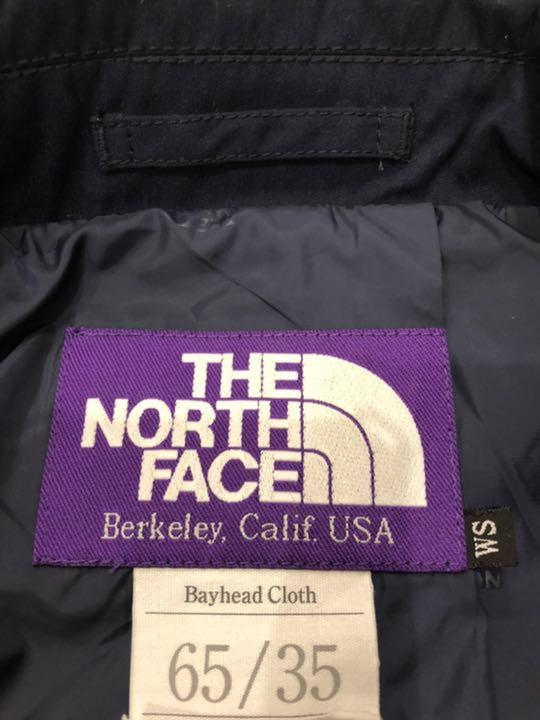 THE
NORTH
FACE
Berkeley, Calif. USA
WS
N
Bayhead Cloth
65/35